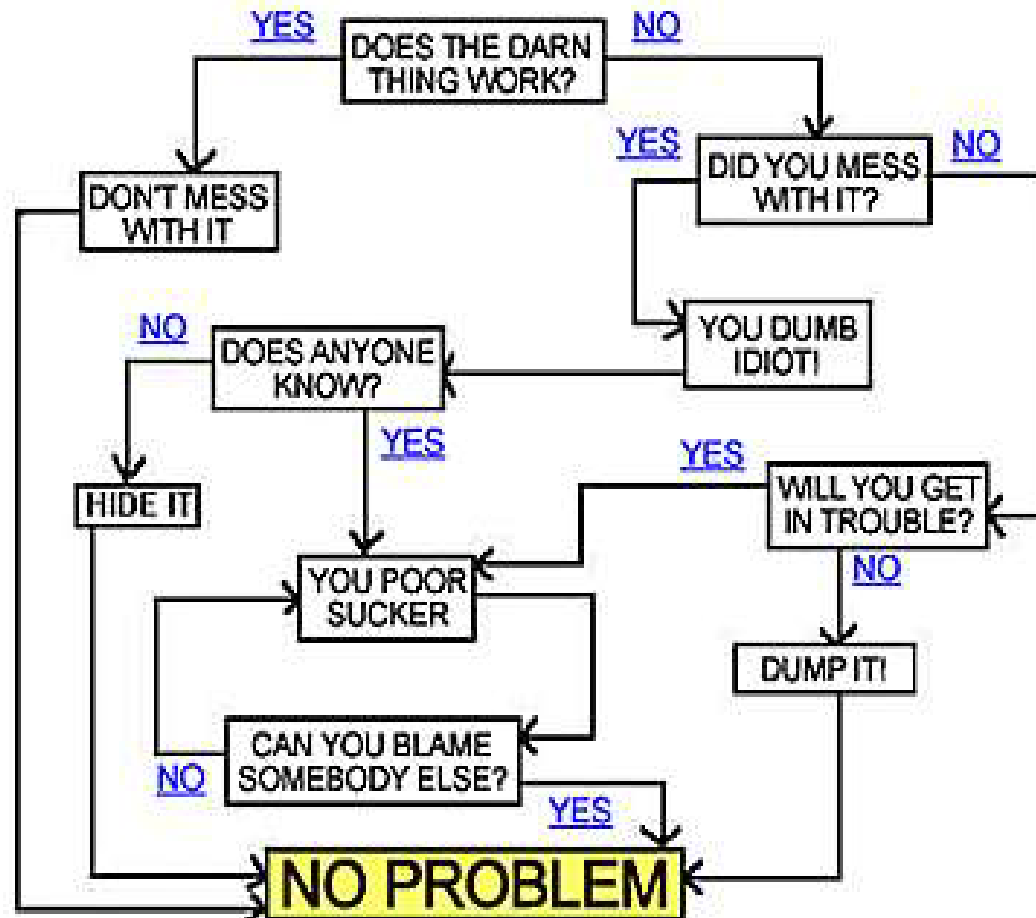 YES
DOES THE DARN
THING WORK?
NO
YES
DID YOU MESS
WITH IT?
NO
DON'T MESS
WITH IT
YOU DUMB
IDIOT!
NO
DOES ANYONE
KNOW?
YES
YES
WILL YOU GET
IN TROUBLE?
HIDE IT
NO
YOU POOR
SUCKER
DUMP IT!
CAN YOU BLAME
SOMEBODY ELSE?
NO
YES
NO PROBLEM